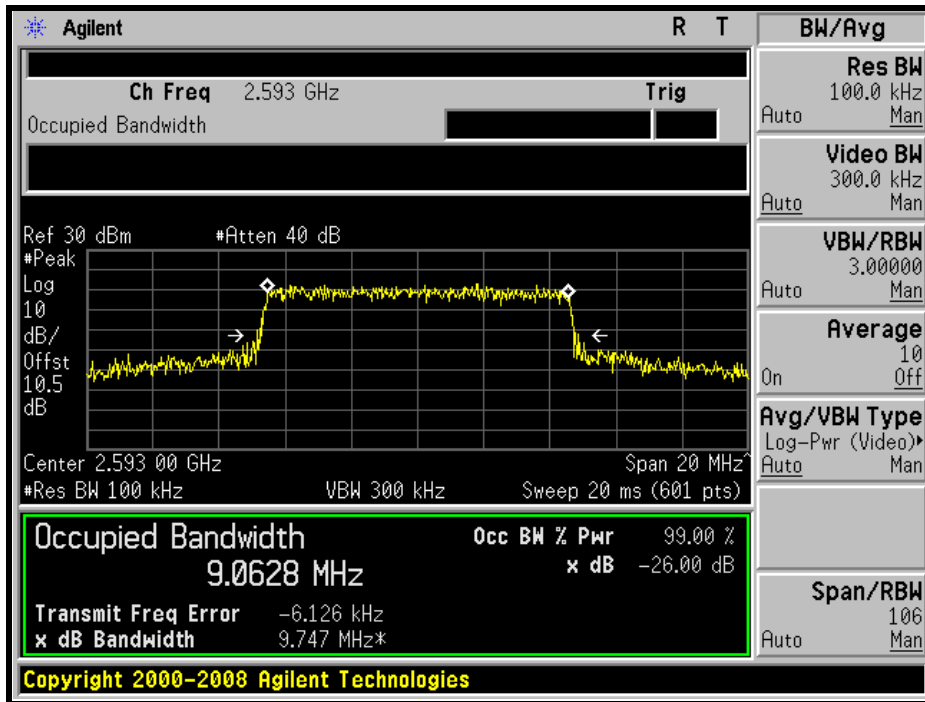 Agilent R T
Ch Freq 2.593 GHz Trig
Occupied Bandwidth
Ref 30 dBm #Atten 40 dB
#Peak
Log
10
dB/
Offst
10.5
dB
Center 2.593 00 GHz Span 20 MHz^
#Res BW 100 kHz VBW 300 kHz Sweep 20 ms (601 pts)
Occupied Bandwidth
9.0628 MHz
Occ BW % Pwr 99.00 %
x dB -26.00 dB
Transmit Freq Error -6.126 kHz
x dB Bandwidth 9.747 MHz*
Copyright 2000-2008 Agilent Technologies
BW/Avg
Res BW
100.0 kHz
Auto Man
Video BW
300.0 kHz
Auto Man
VBW/RBW
3.00000
Auto Man
Average
10
On Off
Avg/VBW Type
Log-Pwr (Video)▸
Auto Man
Span/RBW
106
Auto Man